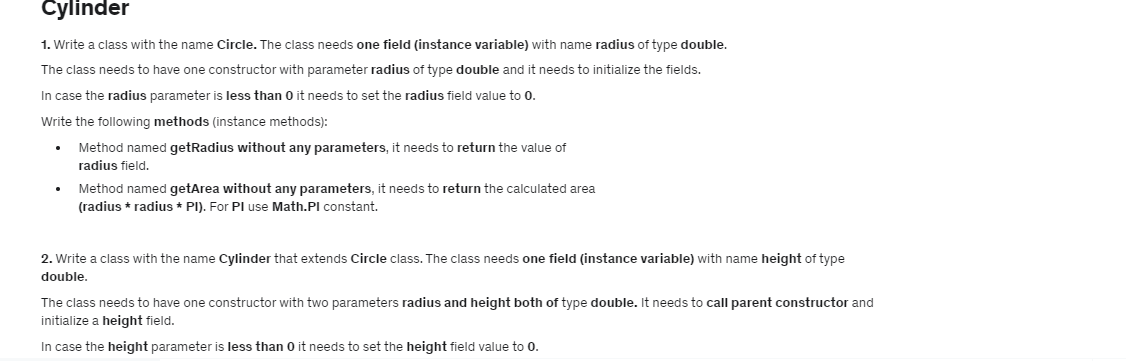 Cylinder
1. Write a class with the name Circle. The class needs one field (instance variable) with name radius of type double.
The class needs to have one constructor with parameter radius of type double and it needs to initialize the fields.
In case the radius parameter is less than 0 it needs to set the radius field value to 0.
Write the following methods (instance methods):
• Method named getRadius without any parameters, it needs to return the value of
radius field.
• Method named getArea without any parameters, it needs to return the calculated area
(radius * radius * PI). For PI use Math.PI constant.
2. Write a class with the name Cylinder that extends Circle class. The class needs one field (instance variable) with name height of type
double.
The class needs to have one constructor with two parameters radius and height both of type double. It needs to call parent constructor and
initialize a height field.
In case the height parameter is less than 0 it needs to set the height field value to 0.